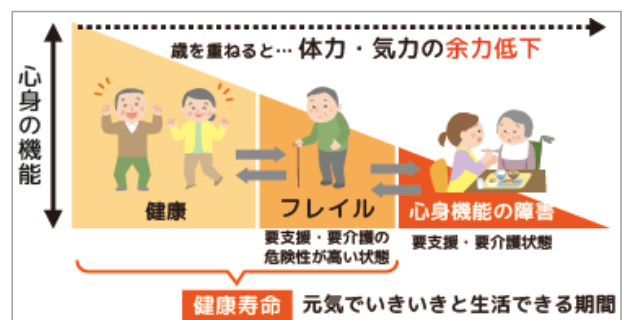 歳を重ねると… 体力・気力の余力低下
心身の機能
健康
フレイル
心身機能の障害
要支援・要介護の
危険性が高い状態
要支援・要介護状態
健康寿命 元気でいきいきと生活できる期間